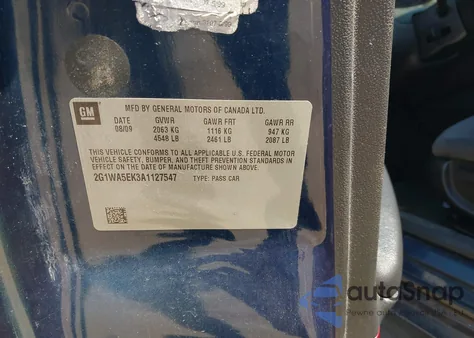 GM
MFD BY GENERAL MOTORS OF CANADA LTD.
DATE GVWR GAWR FRT GAWR RR
08/09 2063 KG 1116 KG 947 KG
4548 LB 2461 LB 2087 LB
THIS VEHICLE CONFORMS TO ALL APPLICABLE U.S. FEDERAL MOTOR
VEHICLE SAFETY, BUMPER, AND THEFT PREVENTION STANDARDS IN
EFFECT ON THE DATE OF MANUFACTURE SHOWN ABOVE.
2G1WA5EK3A1127547 TYPE: PASS CAR
autoSnap